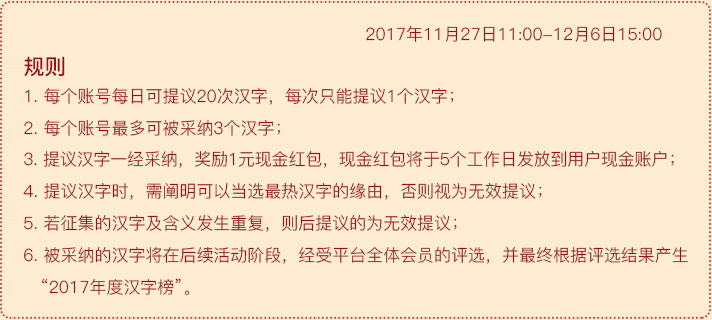 2017年11月27日11:00-12月6日15:00
规则
1. 每个账号每日可提议20次汉字，每次只能提议1个汉字；
2. 每个账号最多可被采纳3个汉字；
3. 提议汉字一经采纳，奖励1元现金红包，现金红包将于5个工作日发放到用户现金账户；
4. 提议汉字时，需阐明可以当选最热汉字的缘由，否则视为无效提议；
5. 若征集的汉字及含义发生重复，则后提议的为无效提议；
6. 被采纳的汉字将在后续活动阶段，经受平台全体会员的评选，并最终根据评选结果产生
“2017年度汉字榜”。